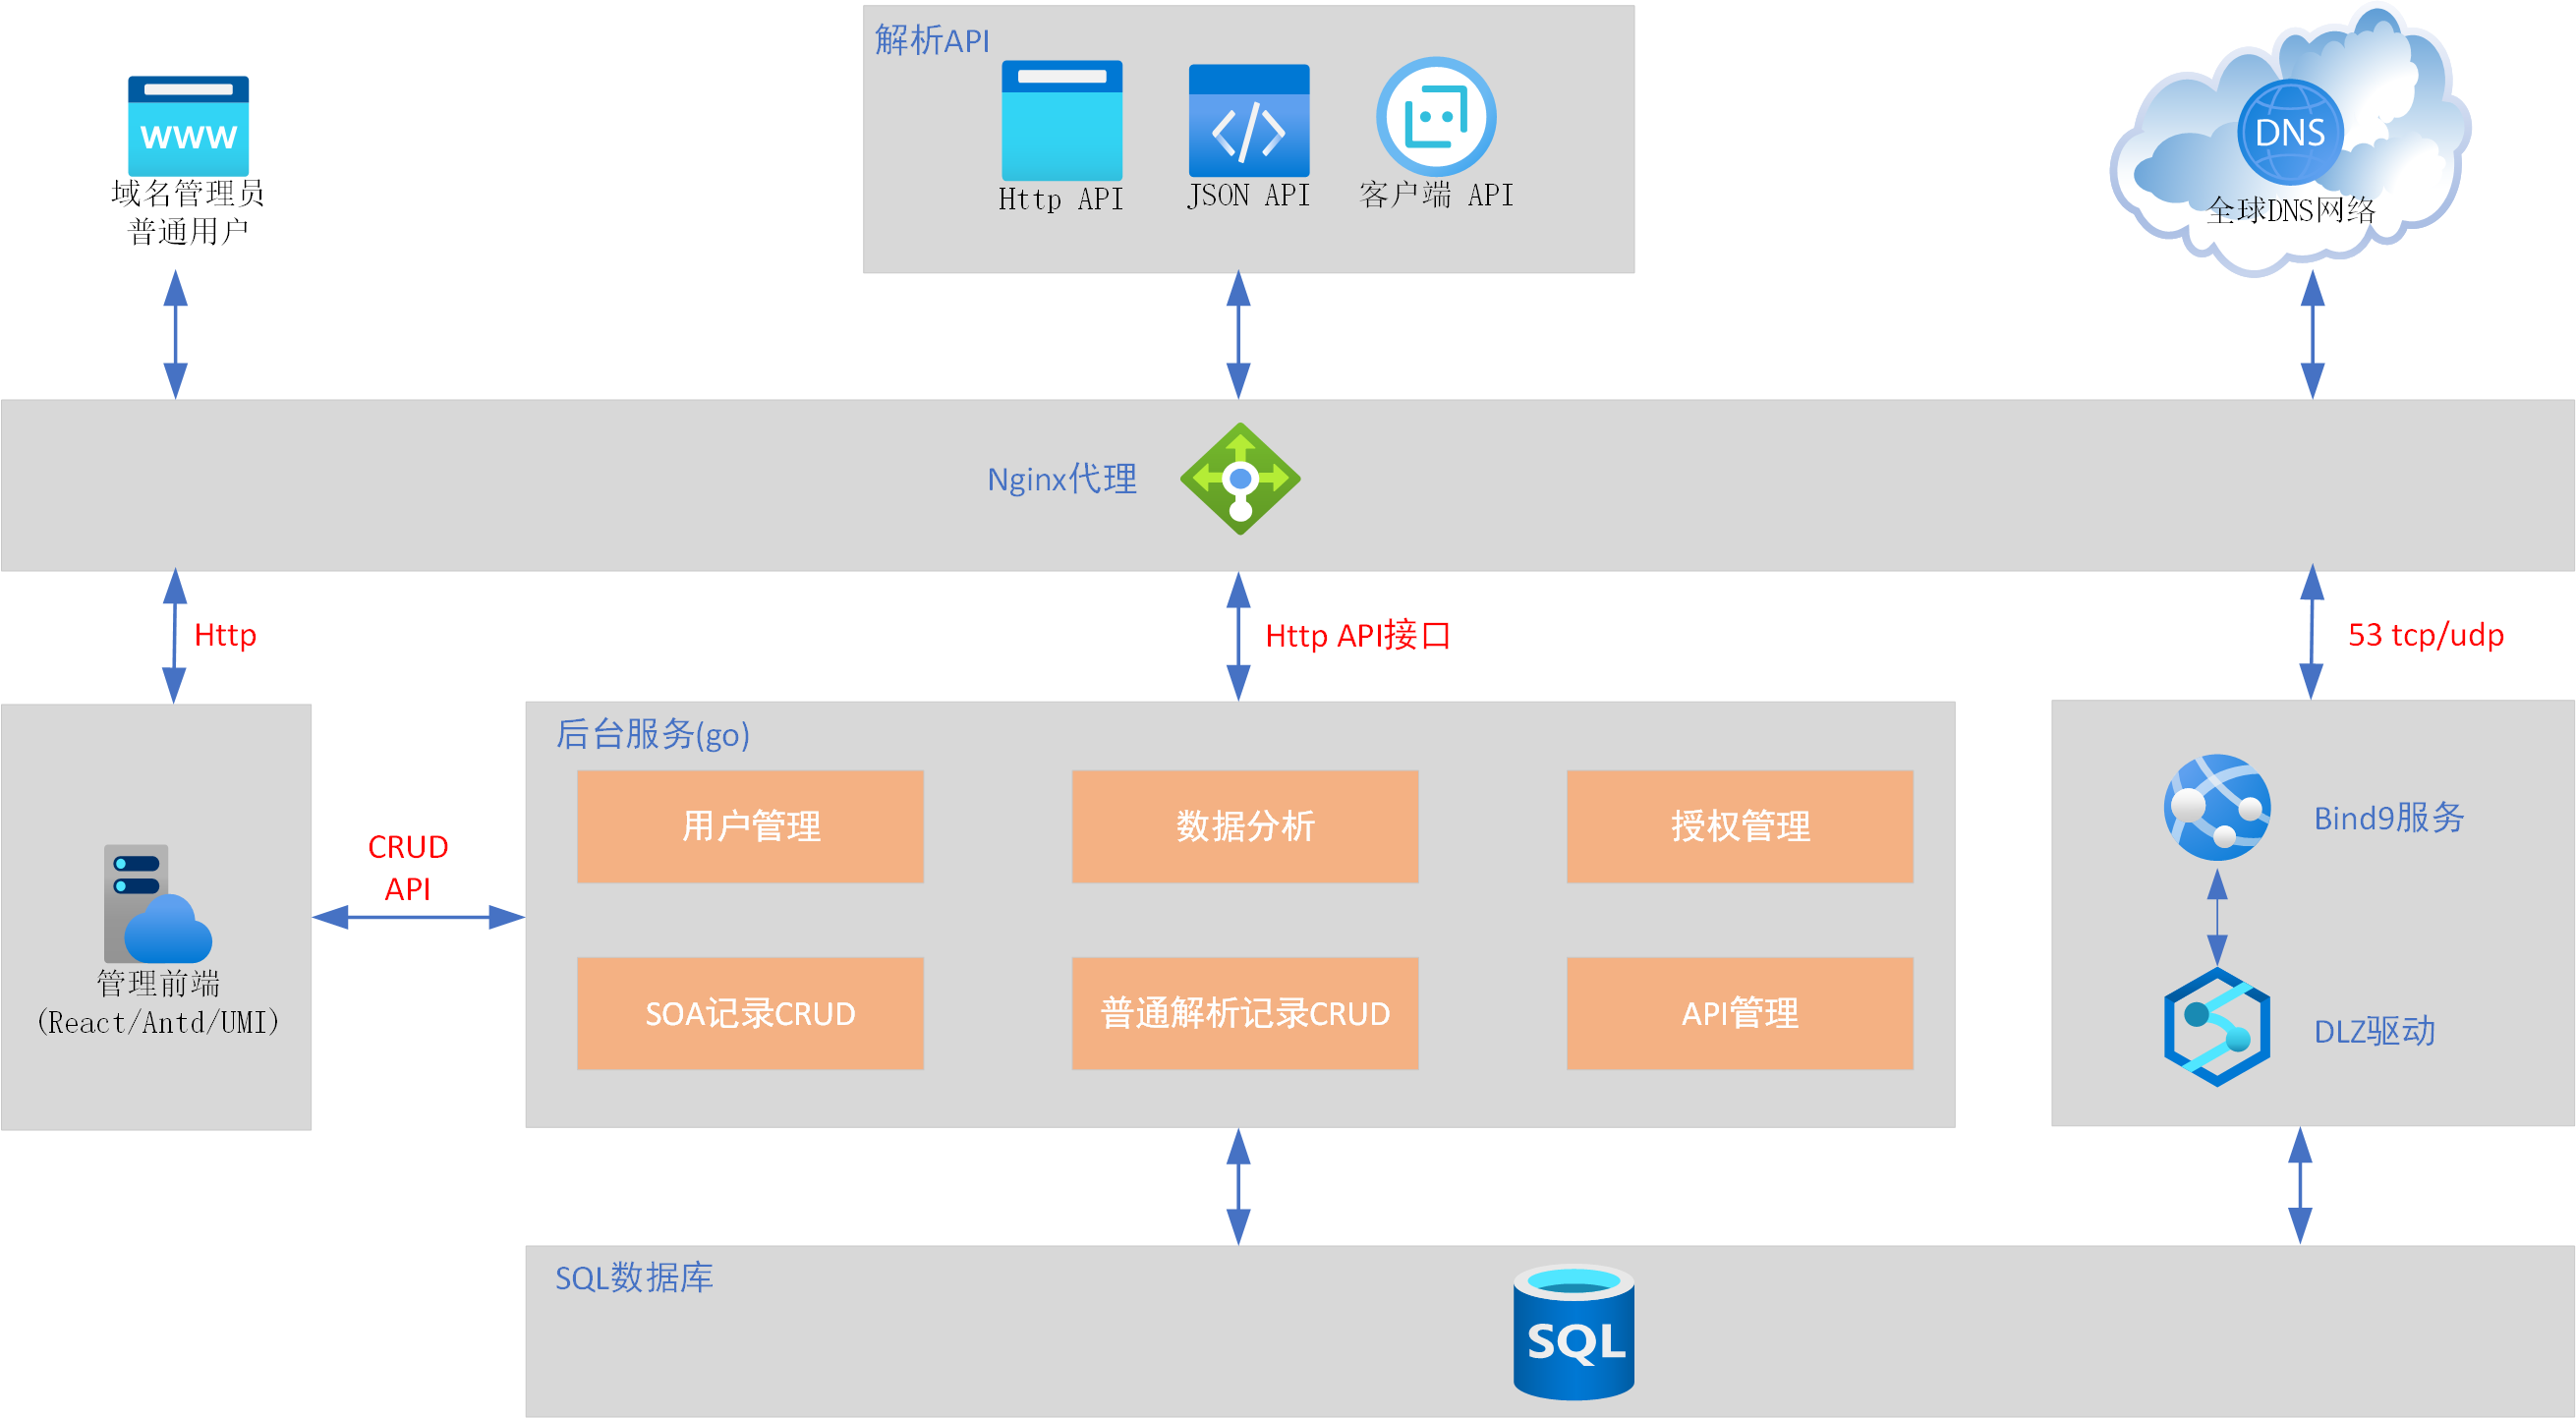 解析API
www
域名管理员
普通用户
Http API
JSON API
客户端 API
DNS
全球DNS网络
Nginx代理
Http
Http API接口
53 tcp/udp
后台服务(go)
用户管理
数据分析
授权管理
SOA记录CRUD
普通解析记录CRUD
API管理
CRUD
API
管理前端
(React/Antd/UMI)
Bind9服务
DLZ驱动
SQL数据库
SQL